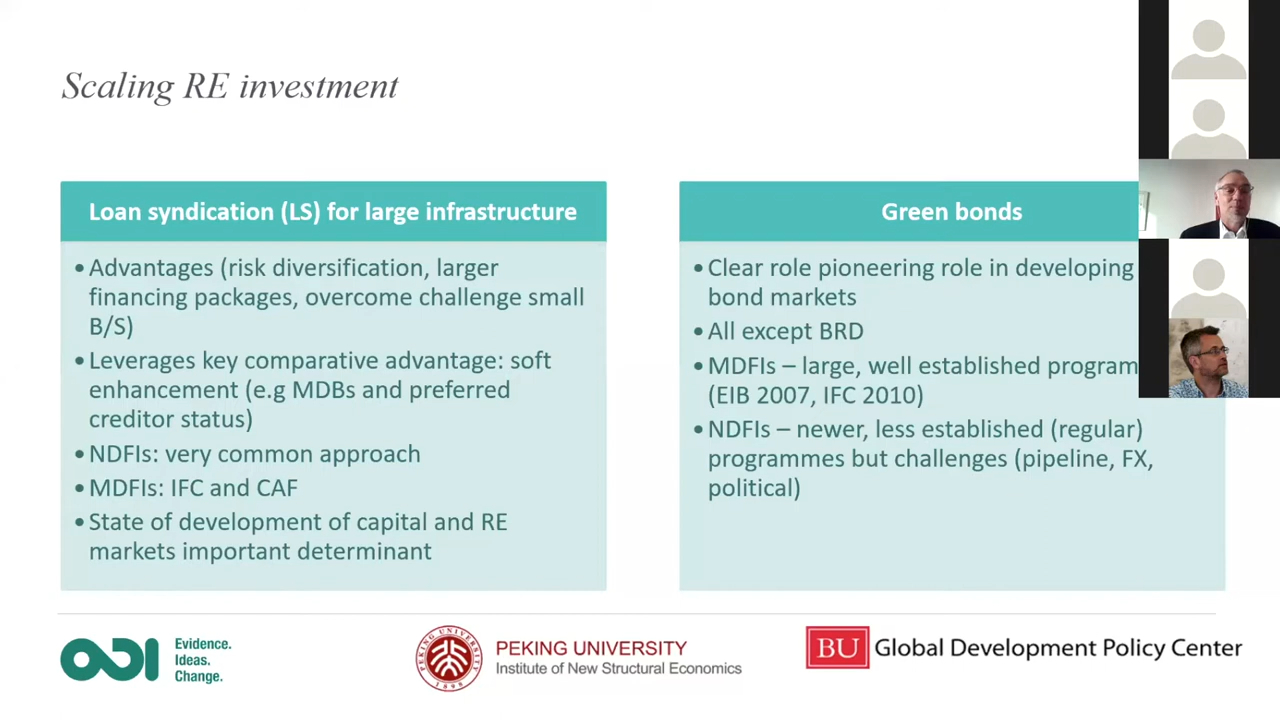 Scaling RE investment
Loan syndication (LS) for large infrastructure
•Advantages (risk diversification, larger
financing packages, overcome challenge small
B/S)
•Leverages key comparative advantage: soft
enhancement (e.g MDBs and preferred
creditor status)
•NDFIs: very common approach
•MDFIs: IFC and CAF
•State of development of capital and RE
markets important determinant
Green bonds
•Clear role pioneering role in developing
bond markets
•All except BRD
•MDFIs – large, well established program
(EIB 2007, IFC 2010)
•NDFIs – newer, less established (regular)
programmes but challenges (pipeline, FX,
political)
ODI
Evidence.
Ideas.
Change.
PEKING UNIVERSITY
1898
PEKING UNIVERSITY
Institute of New Structural Economics
BU
Global Development Policy Center